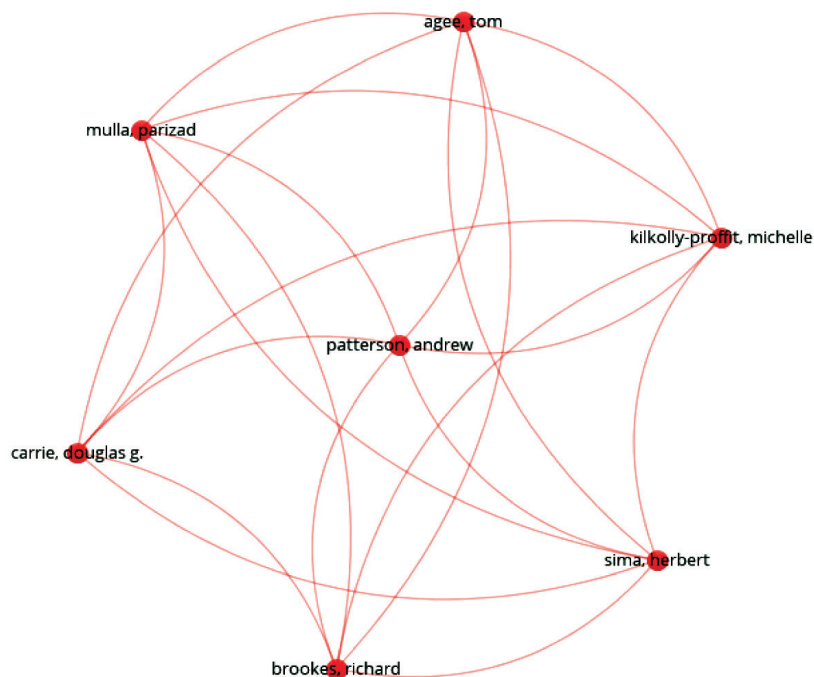 agee, tom
mulla, parizad
kilkolly-proffit, michelle
patterson, andrew
carrie, douglas g.
sima, herbert
brookes, richard